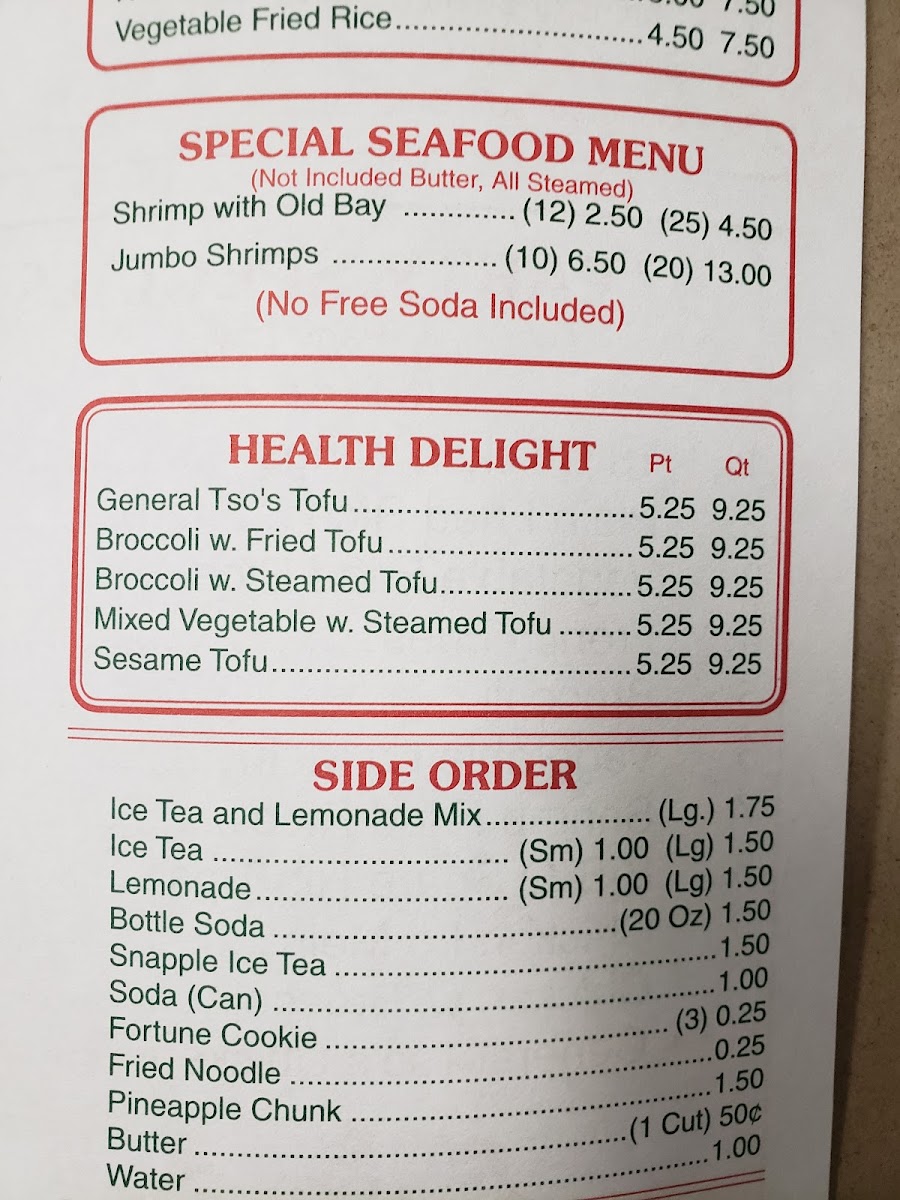 7.50
Vegetable Fried Rice..............................4.50 7.50
SPECIAL SEAFOOD MENU
(Not Included Butter, All Steamed)
Shrimp with Old Bay ............. (12) 2.50 (25) 4.50
Jumbo Shrimps ................... (10) 6.50 (20) 13.00
(No Free Soda Included)
HEALTH DELIGHT Pt Qt
General Tso's Tofu.................................5.25 9.25
Broccoli w. Fried Tofu.............................5.25 9.25
Broccoli w. Steamed Tofu.......................5.25 9.25
Mixed Vegetable w. Steamed Tofu .........5.25 9.25
Sesame Tofu..........................................5.25 9.25
SIDE ORDER
Ice Tea and Lemonade Mix.................... (Lg.) 1.75
Ice Tea ................................... (Sm) 1.00 (Lg) 1.50
Lemonade.............................. (Sm) 1.00 (Lg) 1.50
Bottle Soda ........................................(20 Oz) 1.50
Snapple Ice Tea .............................................1.50
Soda (Can) ....................................................1.00
Fortune Cookie ........................................ (3) 0.25
Fried Noodle ..................................................0.25
Pineapple Chunk ...........................................1.50
Butter ...................................................(1 Cut) 50¢
Water .............................................................1.00